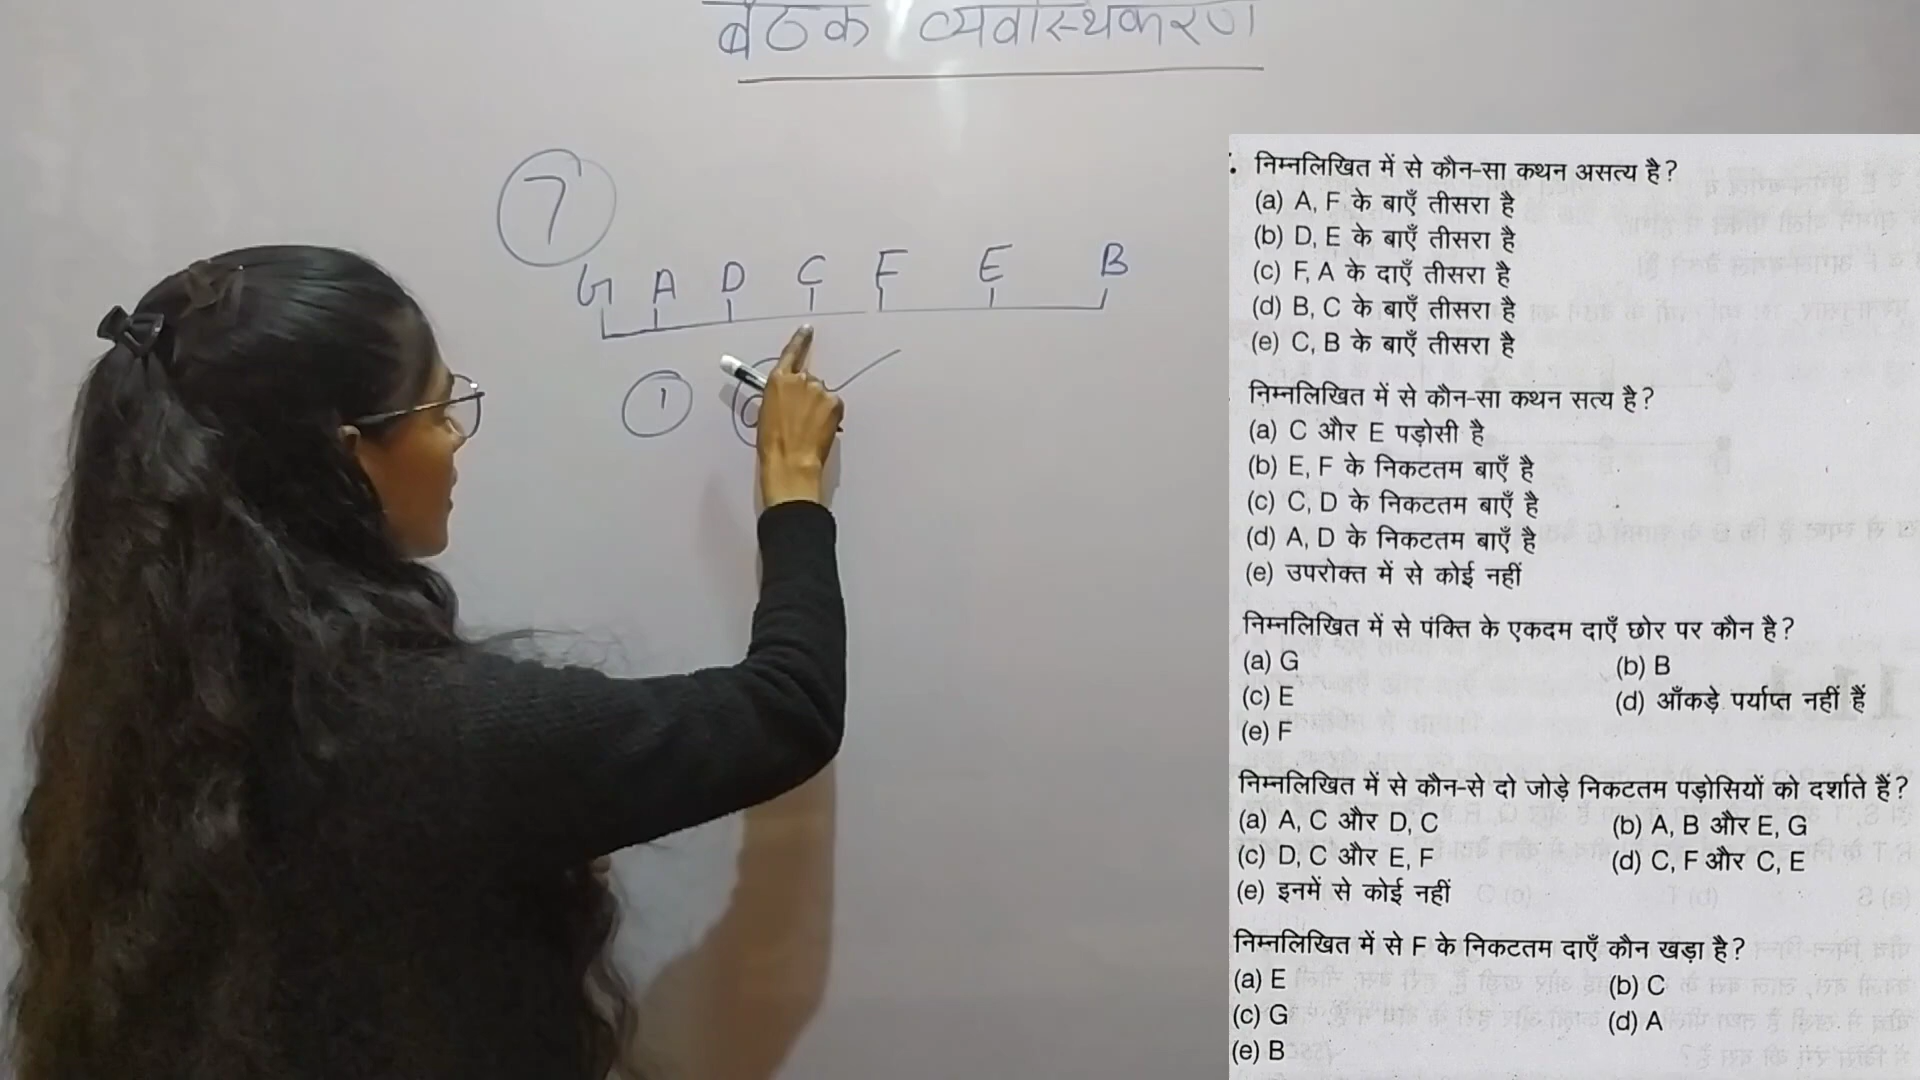 बैठक व्यवास्थिकरण
7
G A D C F E B
1
निम्नलिखित में से कौन-सा कथन असत्य है?
(a) A, F के बाएँ तीसरा है
(b) D, E के बाएँ तीसरा है
(c) F, A के दाएँ तीसरा है
(d) B, C के बाएँ तीसरा है
(e) C, B के बाएँ तीसरा है
निम्नलिखित में से कौन-सा कथन सत्य है?
(a) C और E पड़ोसी है
(b) E, F के निकटतम बाएँ है
(c) C, D के निकटतम बाएँ है
(d) A, D के निकटतम बाएँ है
(e) उपरोक्त में से कोई नहीं
निम्नलिखित में से पंक्ति के एकदम दाएँ छोर पर कौन है?
(a) G (b) B
(c) E (d) आँकड़े पर्याप्त नहीं हैं
(e) F
निम्नलिखित में से कौन-से दो जोड़े निकटतम पड़ोसियों को दर्शाते हैं?
(a) A, C और D, C (b) A, B और E, G
(c) D, C और E, F (d) C, F और C, E
(e) इनमें से कोई नहीं
निम्नलिखित में से F के निकटतम दाएँ कौन खड़ा है?
(a) E (b) C
(c) G (d) A
(e) B